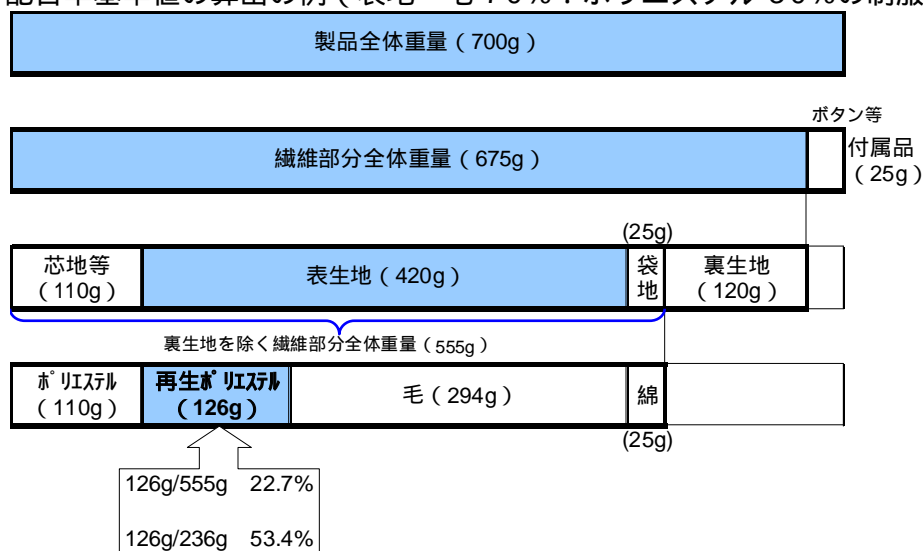 配合率基準値の算出の例（表地 毛70%：ポリエステル30%の制服
製品全体重量（700g）
ボタン等
繊維部分全体重量（675g）
付属品
（25g）
(25g)
芯地等
（110g）
表生地（420g）
袋地
裏生地
（120g）
裏生地を除く繊維部分全体重量（555g）
ﾎﾟﾘｴｽﾃﾙ
（110g）
再生ﾎﾟﾘｴｽﾃﾙ
（126g）
毛（294g）
綿
(25g)
126g/555g 22.7%
126g/236g 53.4%